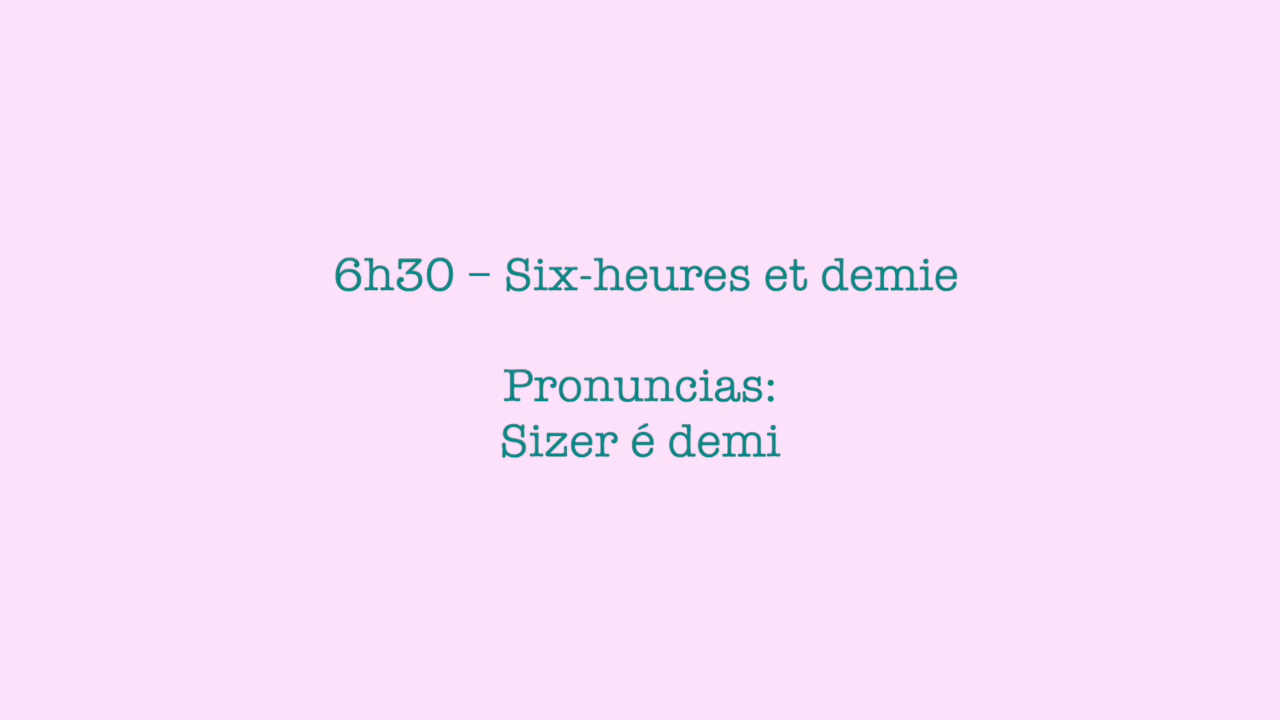 6h30 – Six-heures et demie
Pronuncias:
Sizer é demi